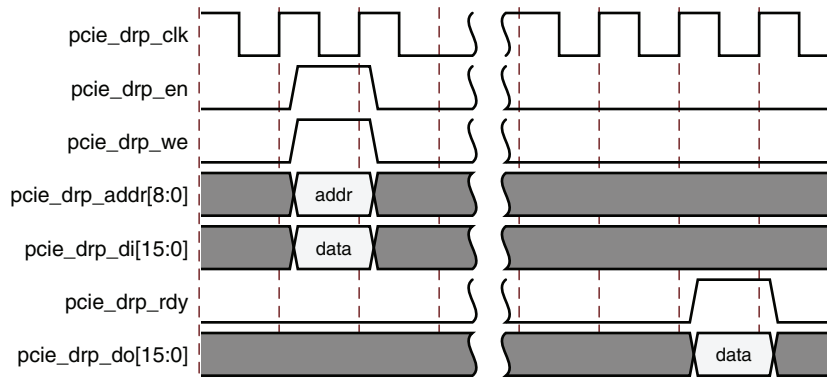 pcie_drp_clk
pcie_drp_en
pcie_drp_we
pcie_drp_addr[8:0] addr
pcie_drp_di[15:0] data
pcie_drp_rdy
pcie_drp_do[15:0] data